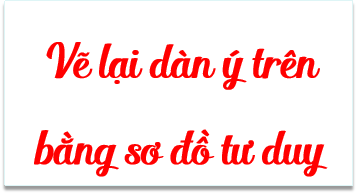 Vẽ lại dàn ý trên
bằng sơ đồ tư duy